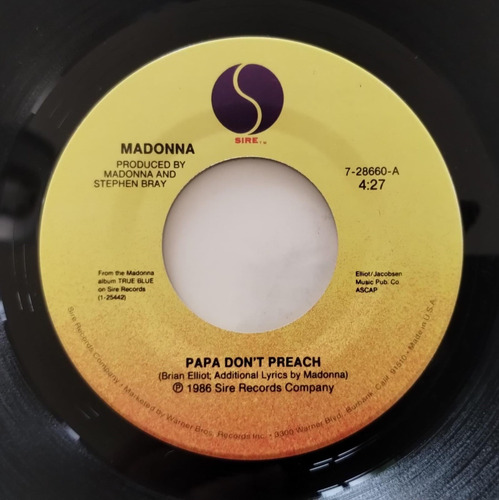 SIRE™
MADONNA
PRODUCED BY
MADONNA AND
STEPHEN BRAY
7-28660-A
4:27
From the Madonna
album TRUE BLUE
on Sire Records
(1-25442)
Elliot/Jacobsen
Music Pub. Co
ASCAP
PAPA DON'T PREACH
(Brian Elliot; Additional Lyrics by Madonna)
℗ 1986 Sire Records Company
Sire Records Company • Marketed by Warner Bros. Records Inc. • 3300 Warner Blvd., Burbank, Calif. 91510 • Made in U.S.A.